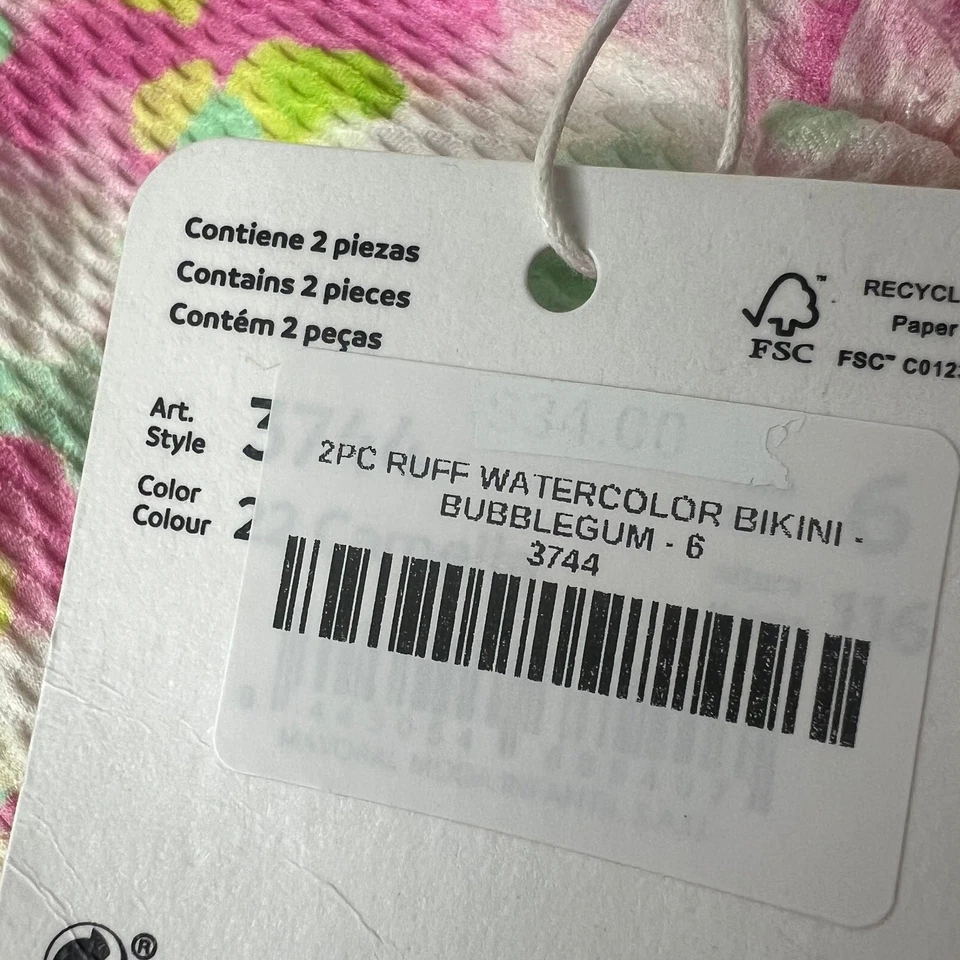 Contiene 2 piezas
Contains 2 pieces
Contém 2 peças
™
RECYCL
Paper
FSC
FSC™ C012
Art.
Style
Color
Colour
2PC RUFF WATERCOLOR BIKINI -
BUBBLEGUM - 6
3744
®